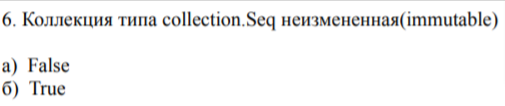 6. Коллекция типа collection.Seq неизмененная(immutable)
а) False
б) True